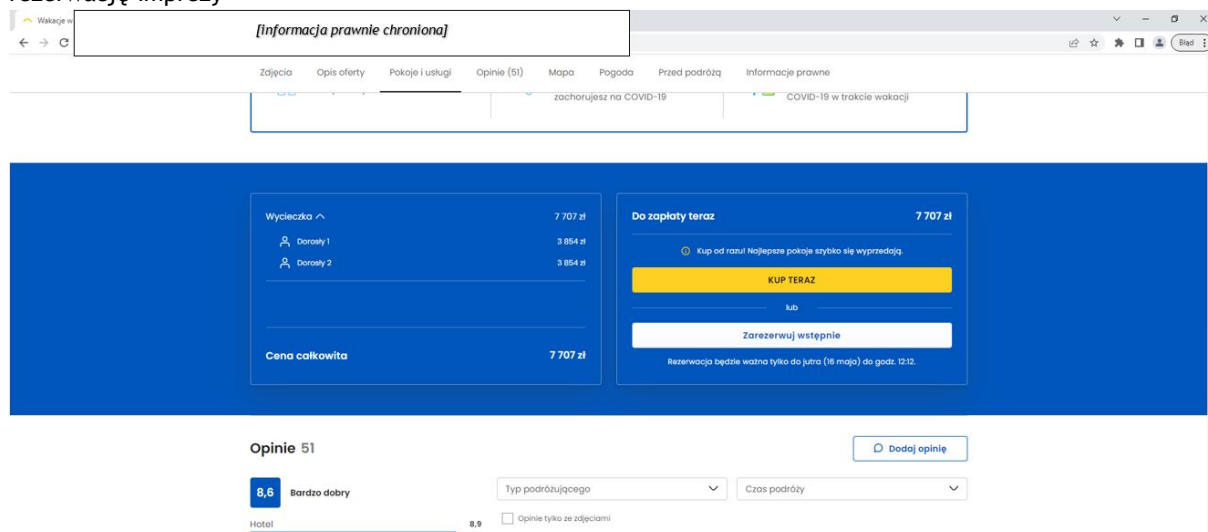 rezerwację imprezy
Wakacje w
[informacja prawnie chroniona]
Błąd
Zdjęcia Opis oferty Pokoje i usługi Opinie (51) Mapa Pogoda Przed podróżą Informacje prawne
zachorujesz na COVID-19
COVID-19 w trakcie wakacji
Wycieczka 7 707 zł
Dorosły 1 3 854 zł
Dorosły 2 3 854 zł
Cena całkowita 7 707 zł
Do zapłaty teraz 7 707 zł
Kup od razu! Najlepsze pokoje szybko się wyprzedają.
KUP TERAZ
lub
Zarezerwuj wstępnie
Rezerwacja będzie ważna tylko do jutra (16 maja) do godz. 12:12.
Opinie 51
Dodaj opinię
8,6 Bardzo dobry
Typ podróżującego
Czas podróży
Hotel 8,9
Opinie tylko ze zdjęciami